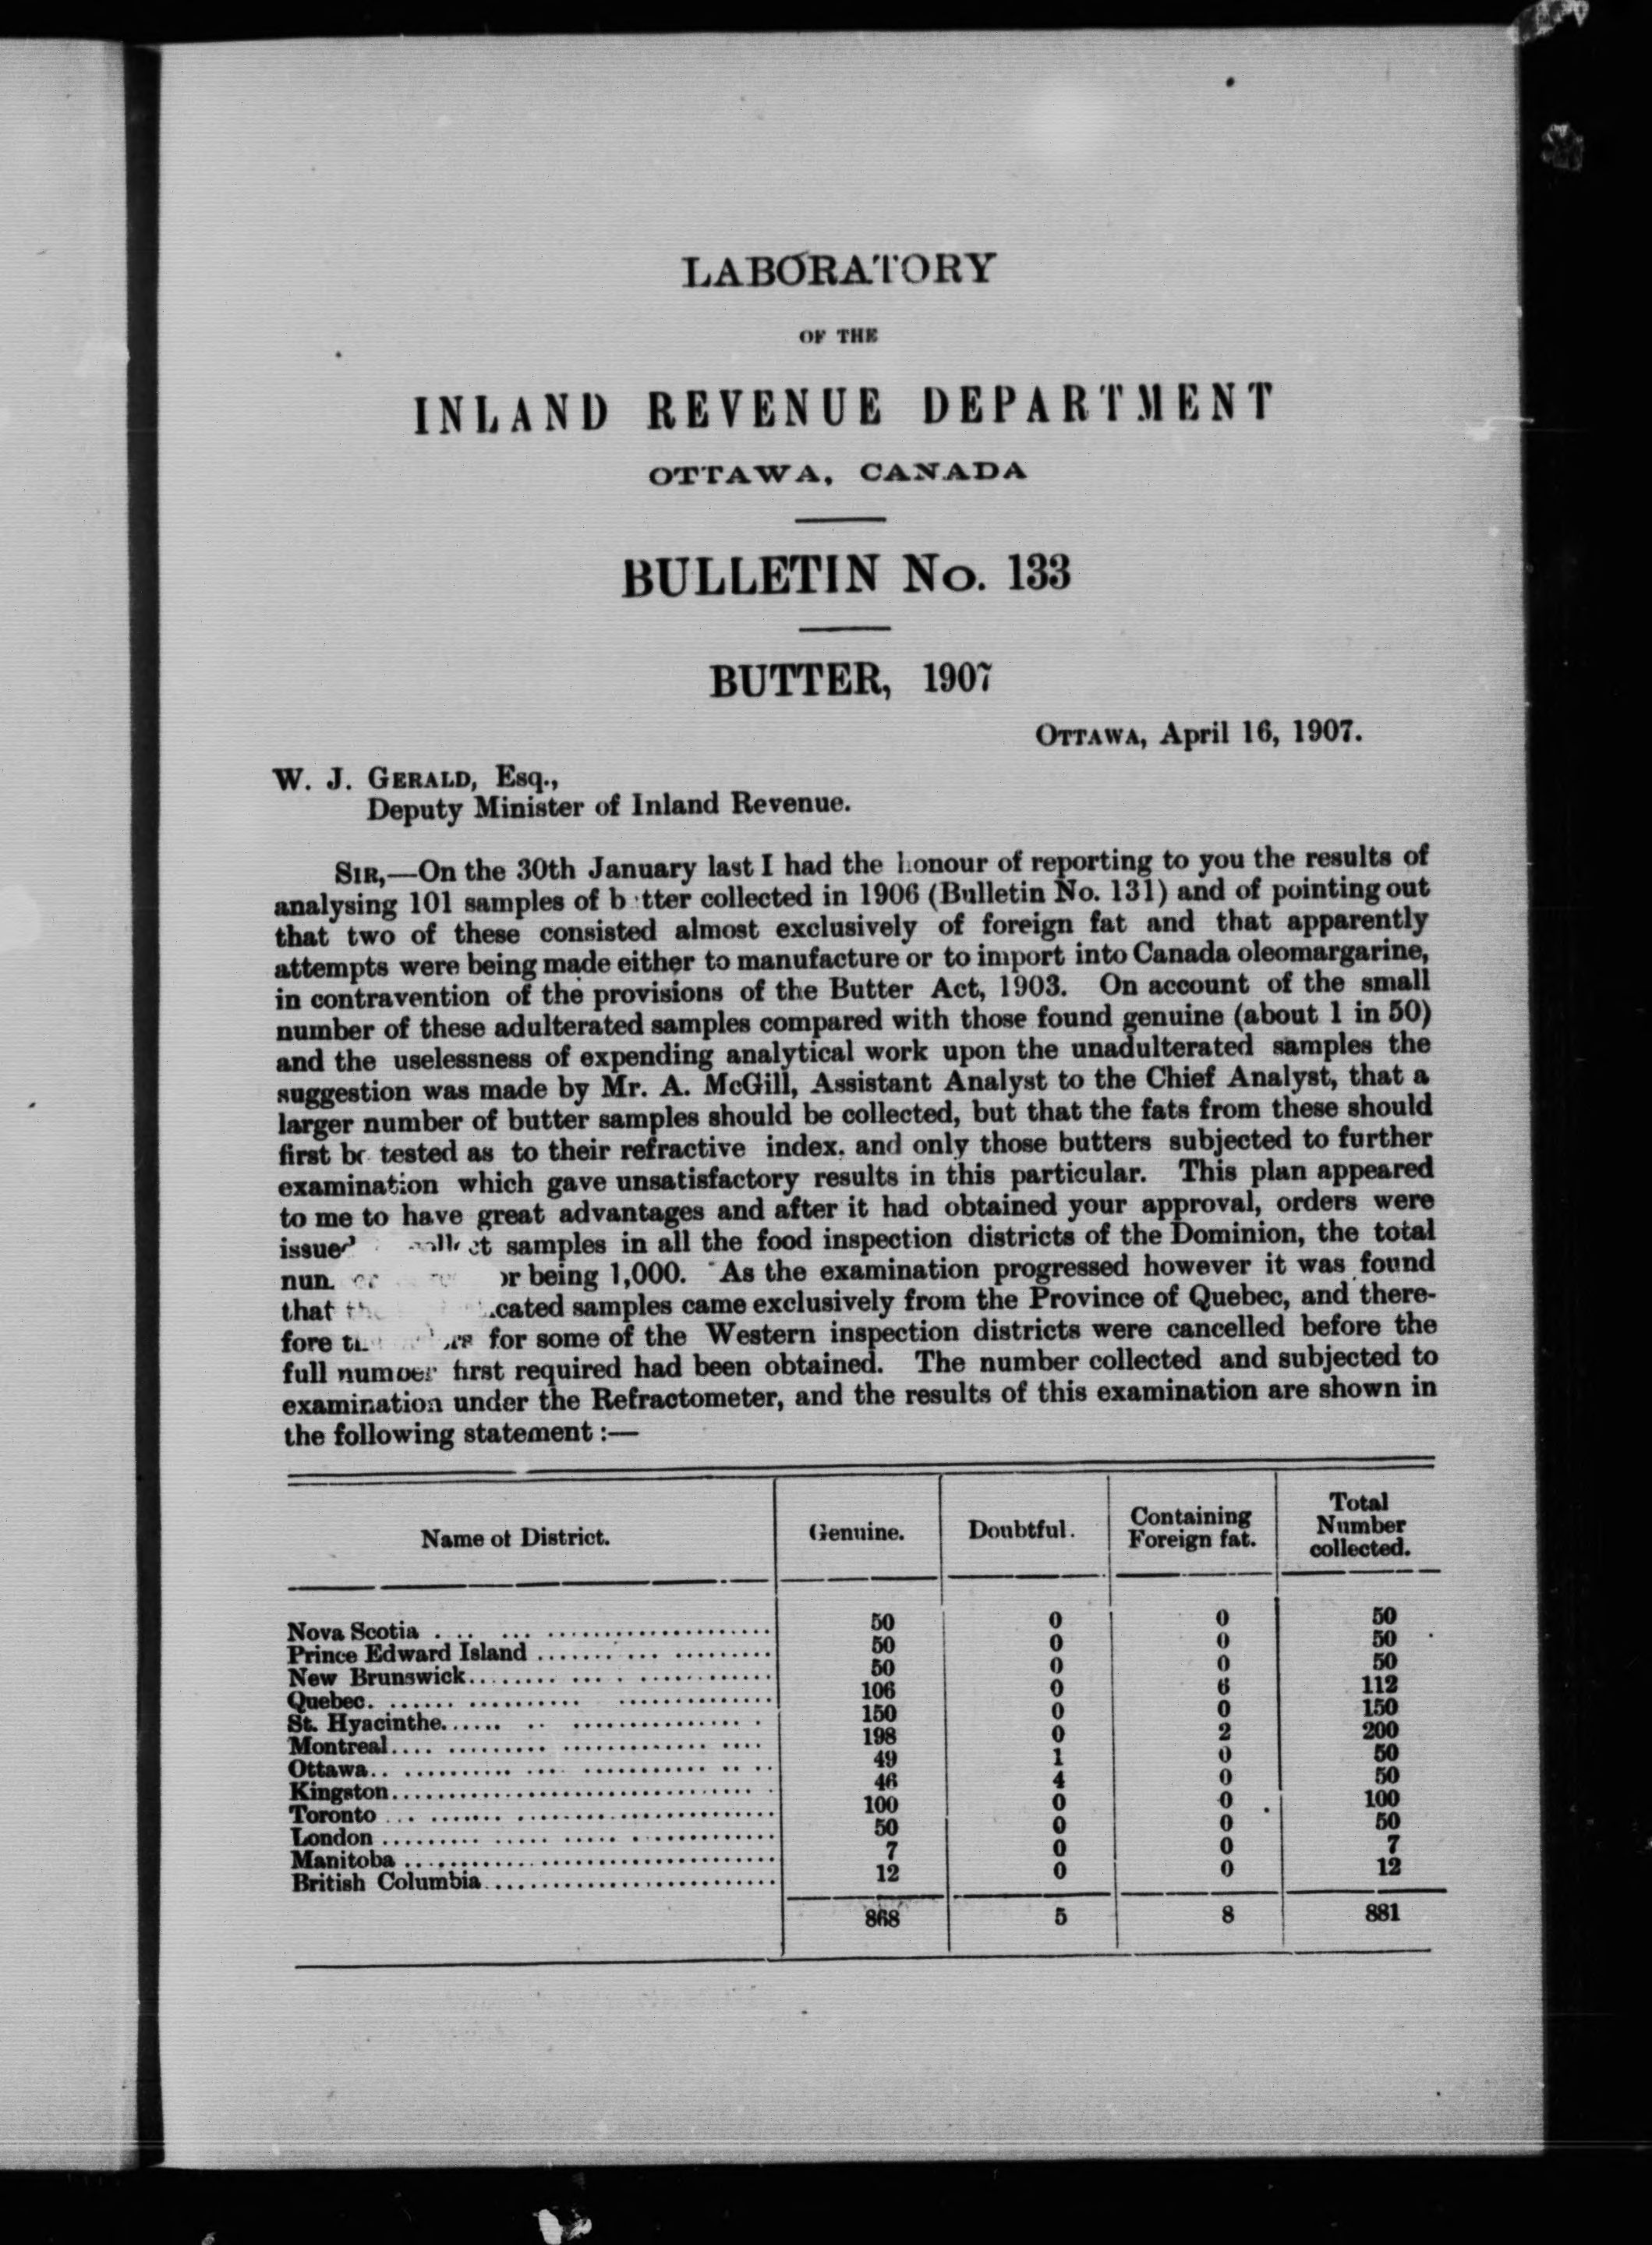 LABORATORY
OF THE
INLAND REVENUE DEPARTMENT
OTTAWA, CANADA
BULLETIN No. 133
BUTTER, 1907
OTTAWA, April 16, 1907.
W. J. GERALD, Esq.,
Deputy Minister of Inland Revenue.
SIR,—On the 30th January last I had the honour of reporting to you the results of
analysing 101 samples of b tter collected in 1906 (Bulletin No. 131) and of pointing out
that two of these consisted almost exclusively of foreign fat and that apparently
attempts were being made either to manufacture or to import into Canada oleomargarine,
in contravention of the provisions of the Butter Act, 1903. On account of the small
number of these adulterated samples compared with those found genuine (about 1 in 50)
and the uselessness of expending analytical work upon the unadulterated samples the
suggestion was made by Mr. A. McGill, Assistant Analyst to the Chief Analyst, that a
larger number of butter samples should be collected, but that the fats from these should
first be tested as to their refractive index, and only those butters subjected to further
examination which gave unsatisfactory results in this particular. This plan appeared
to me to have great advantages and after it had obtained your approval, orders were
issued samples in all the food inspection districts of the Dominion, the total
being 1,000. As the examination progressed however it was found
that samples came exclusively from the Province of Quebec, and there-
fore for some of the Western inspection districts were cancelled before the
full number first required had been obtained. The number collected and subjected to
examination under the Refractometer, and the results of this examination are shown in
the following statement :—
Name of District. Genuine. Doubtful. Containing Foreign fat. Total Number collected.
Nova Scotia 50 0 0 50
Prince Edward Island 50 0 0 50
New Brunswick 50 0 0 50
Quebec 106 0 6 112
St. Hyacinthe 150 0 0 150
Montreal 198 0 2 200
Ottawa 49 1 0 50
Kingston 46 4 0 50
Toronto 100 0 0 100
London 50 0 0 50
Manitoba 7 0 0 7
British Columbia 12 0 0 12
868 5 8 881